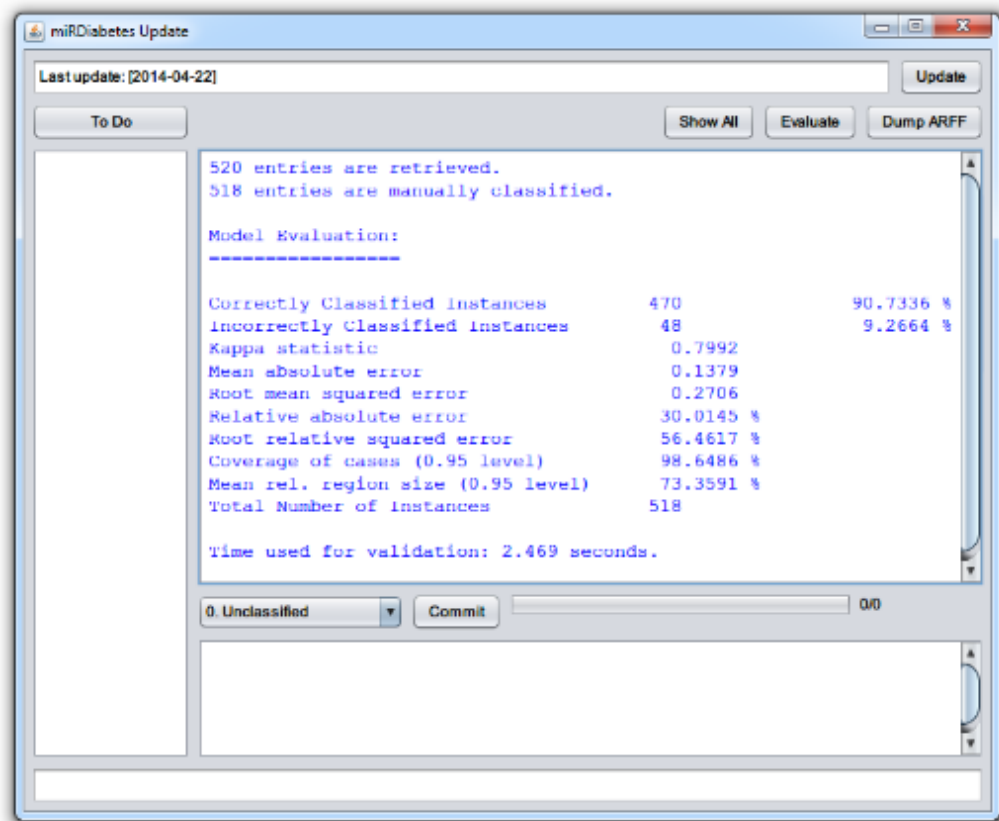 miRDiabetes Update
Last update: [2014-04-22] Update
To Do Show All Evaluate Dump ARFF
520 entries are retrieved.
518 entries are manually classified.
Model Evaluation:
=================
Correctly Classified Instances 470 90.7336 %
Incorrectly Classified Instances 48 9.2664 %
Kappa statistic 0.7992
Mean absolute error 0.1379
Root mean squared error 0.2706
Relative absolute error 30.0145 %
Root relative squared error 56.4617 %
Coverage of cases (0.95 level) 98.6486 %
Mean rel. region size (0.95 level) 73.3591 %
Total Number of Instances 518
Time used for validation: 2.469 seconds.
0. Unclassified Commit 0/0